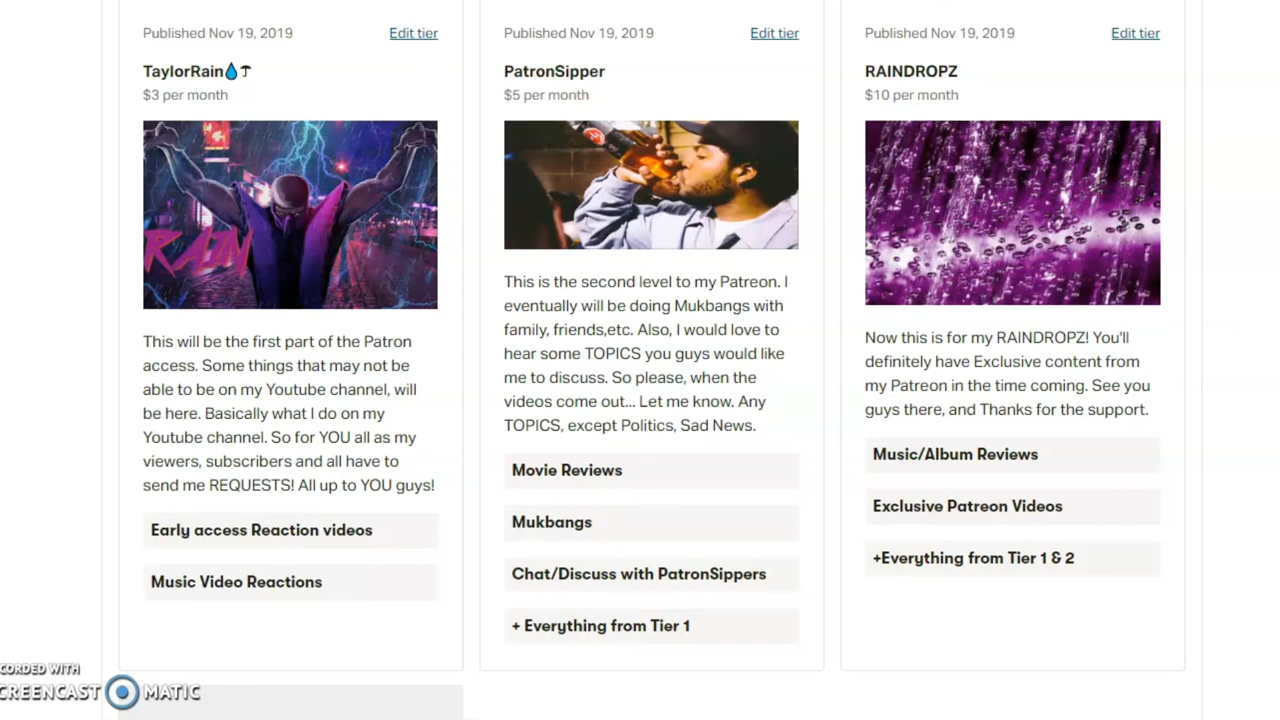 Published Nov 19, 2019
Edit tier
TaylorRain💧☂
$3 per month
RAIN
This will be the first part of the Patron
access. Some things that may not be
able to be on my Youtube channel, will
be here. Basically what I do on my
Youtube channel. So for YOU all as my
viewers, subscribers and all have to
send me REQUESTS! All up to YOU guys!
Early access Reaction videos
Music Video Reactions
Published Nov 19, 2019
Edit tier
PatronSipper
$5 per month
This is the second level to my Patreon. I
eventually will be doing Mukbangs with
family, friends,etc. Also, I would love to
hear some TOPICS you guys would like
me to discuss. So please, when the
videos come out... Let me know. Any
TOPICS, except Politics, Sad News.
Movie Reviews
Mukbangs
Chat/Discuss with PatronSippers
+ Everything from Tier 1
Published Nov 19, 2019
Edit tier
RAINDROPZ
$10 per month
Now this is for my RAINDROPZ! You'll
definitely have Exclusive content from
my Patreon in the time coming. See you
guys there, and Thanks for the support.
Music/Album Reviews
Exclusive Patreon Videos
+Everything from Tier 1 & 2
CORDED WITH
CREENCAST MATIC